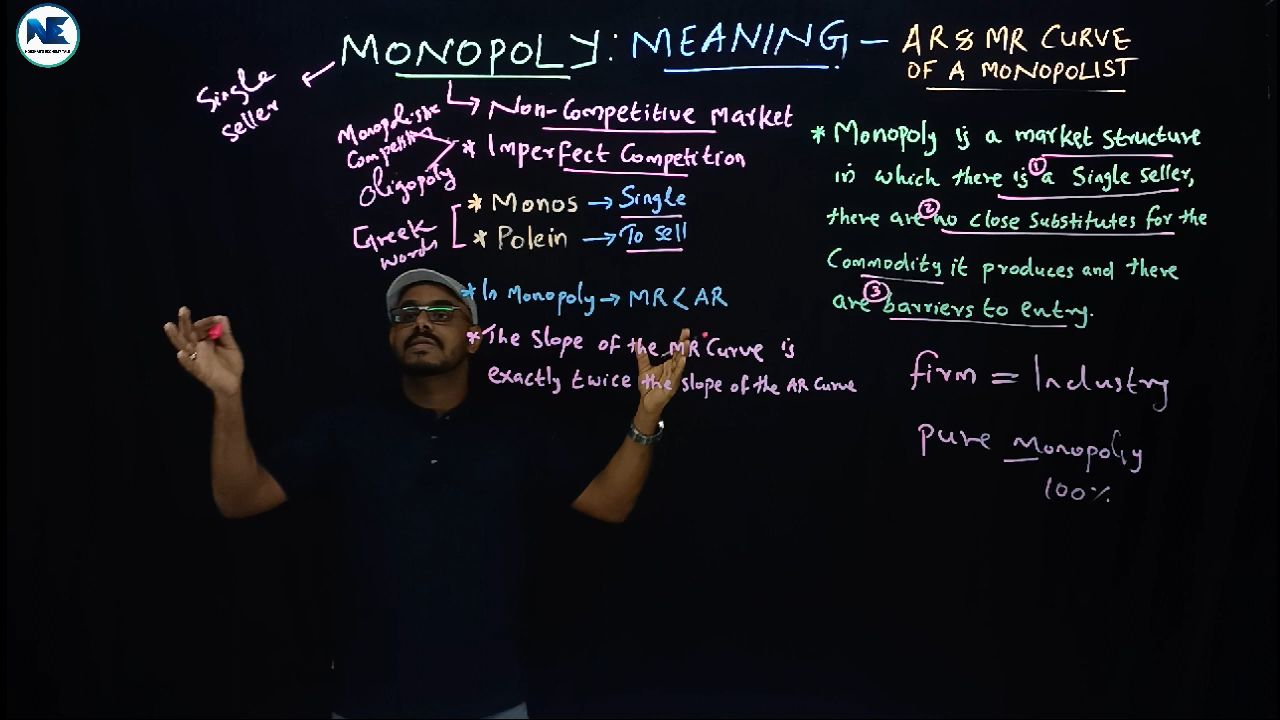 NE
MONOPOLY: MEANING – AR & MR CURVE
OF A MONOPOLIST
Single
seller
Non-Competitive market
Monopolistic
Competition
Oligopoly
* Imperfect Competition
Greek
words
* Monos → Single
* Polein → To sell
* In Monopoly → MR < AR
* The slope of the MR Curve is
exactly twice the slope of the AR Curve
* Monopoly is a market structure
in which there is ① a Single seller,
there are ② no close substitutes for the
Commodity it produces and there
are ③ barriers to entry.
firm = Industry
pure Monopoly
100%